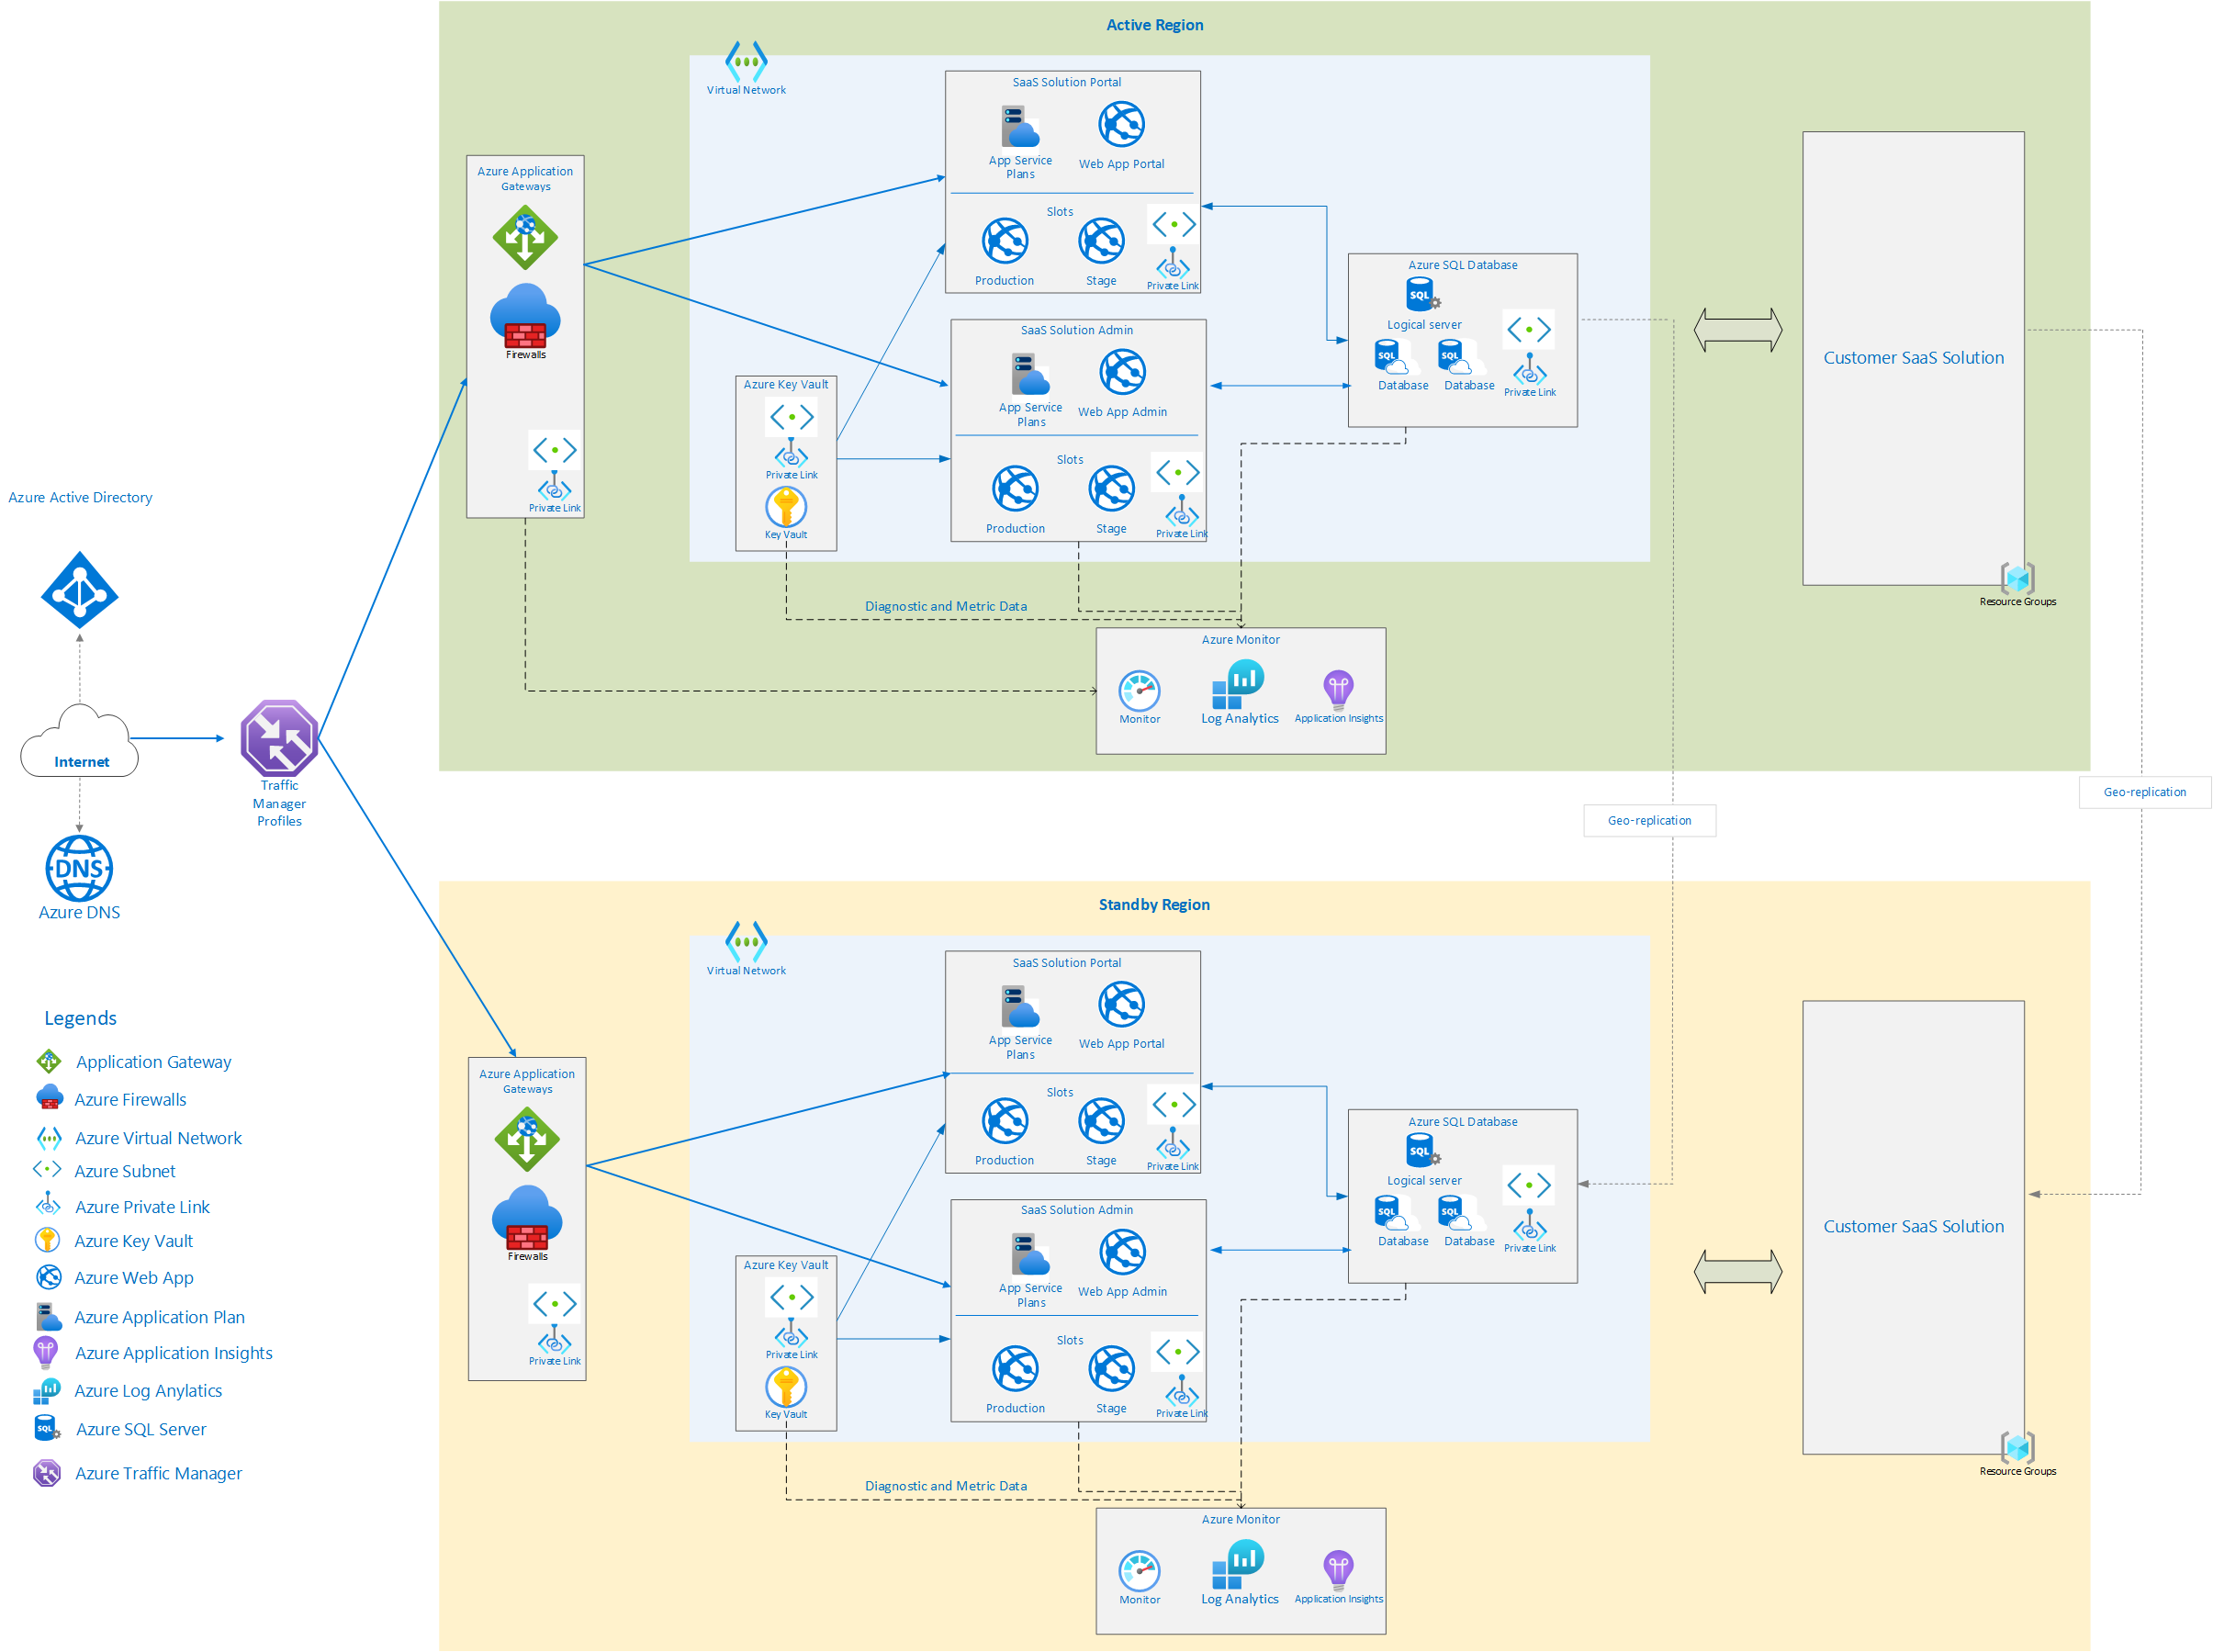 Active Region
Virtual Network
SaaS Solution Portal
App Service
Plans
Web App Portal
Slots
Production
Stage
Private Link
Azure Application
Gateways
Firewalls
Private Link
SaaS Solution Admin
App Service
Plans
Web App Admin
Slots
Production
Stage
Private Link
Azure Key Vault
Private Link
Key Vault
Azure SQL Database
SQL
Logical server
SQL
SQL
Database
Database
Private Link
Customer SaaS Solution
Resource Groups
Diagnostic and Metric Data
Azure Monitor
Monitor
Log Analytics
Application Insights
Azure Active Directory
Internet
Traffic
Manager
Profiles
DNS
Azure DNS
Geo-replication
Geo-replication
Standby Region
Virtual Network
SaaS Solution Portal
App Service
Plans
Web App Portal
Slots
Production
Stage
Private Link
Azure Application
Gateways
Firewalls
Private Link
SaaS Solution Admin
App Service
Plans
Web App Admin
Slots
Production
Stage
Private Link
Azure Key Vault
Private Link
Key Vault
Azure SQL Database
SQL
Logical server
SQL
SQL
Database
Database
Private Link
Customer SaaS Solution
Resource Groups
Diagnostic and Metric Data
Azure Monitor
Monitor
Log Analytics
Application Insights
Legends
Application Gateway
Azure Firewalls
Azure Virtual Network
Azure Subnet
Azure Private Link
Azure Key Vault
Azure Web App
Azure Application Plan
Azure Application Insights
Azure Log Anylatics
SQL
Azure SQL Server
Azure Traffic Manager